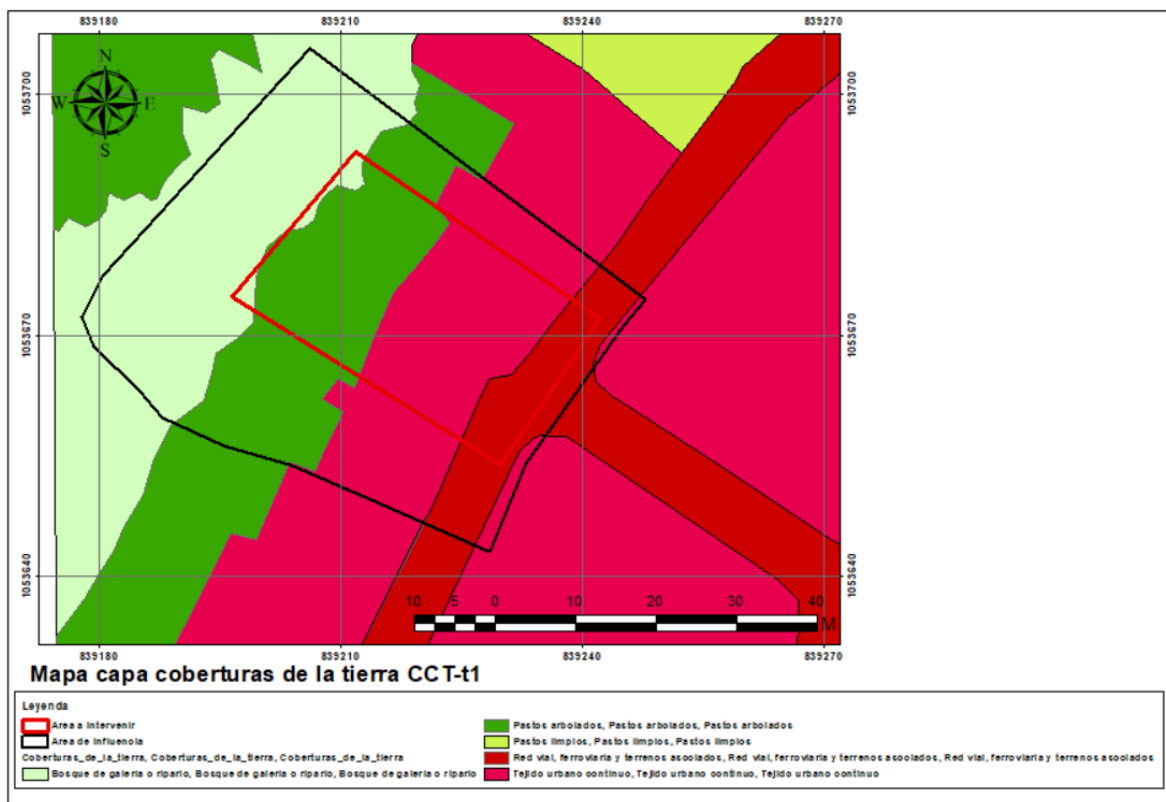 839180 839210 839240 839270
N
W E
S
1053700 1053700
1053670 1053670
1053640 1053640
10 5 0 10 20 30 40
M
839180 839210 839240 839270
Mapa capa coberturas de la tierra CCT-t1
Leyenda
Area a Intervenir
Area de Influencia
Coberturas_de_la_tierra, Coberturas_de_la_tierra, Coberturas_de_la_tierra
Bosque de galeria o ripario, Bosque de galeria o ripario, Bosque de galeria o ripario
Pastos arbolados, Pastos arbolados, Pastos arbolados
Pastos limpios, Pastos limpios, Pastos limpios
Red vial, ferroviaria y terrenos asociados, Red vial, ferroviaria y terrenos asociados, Red vial, ferroviaria y terrenos asociados
Tejido urbano continuo, Tejido urbano continuo, Tejido urbano continuo